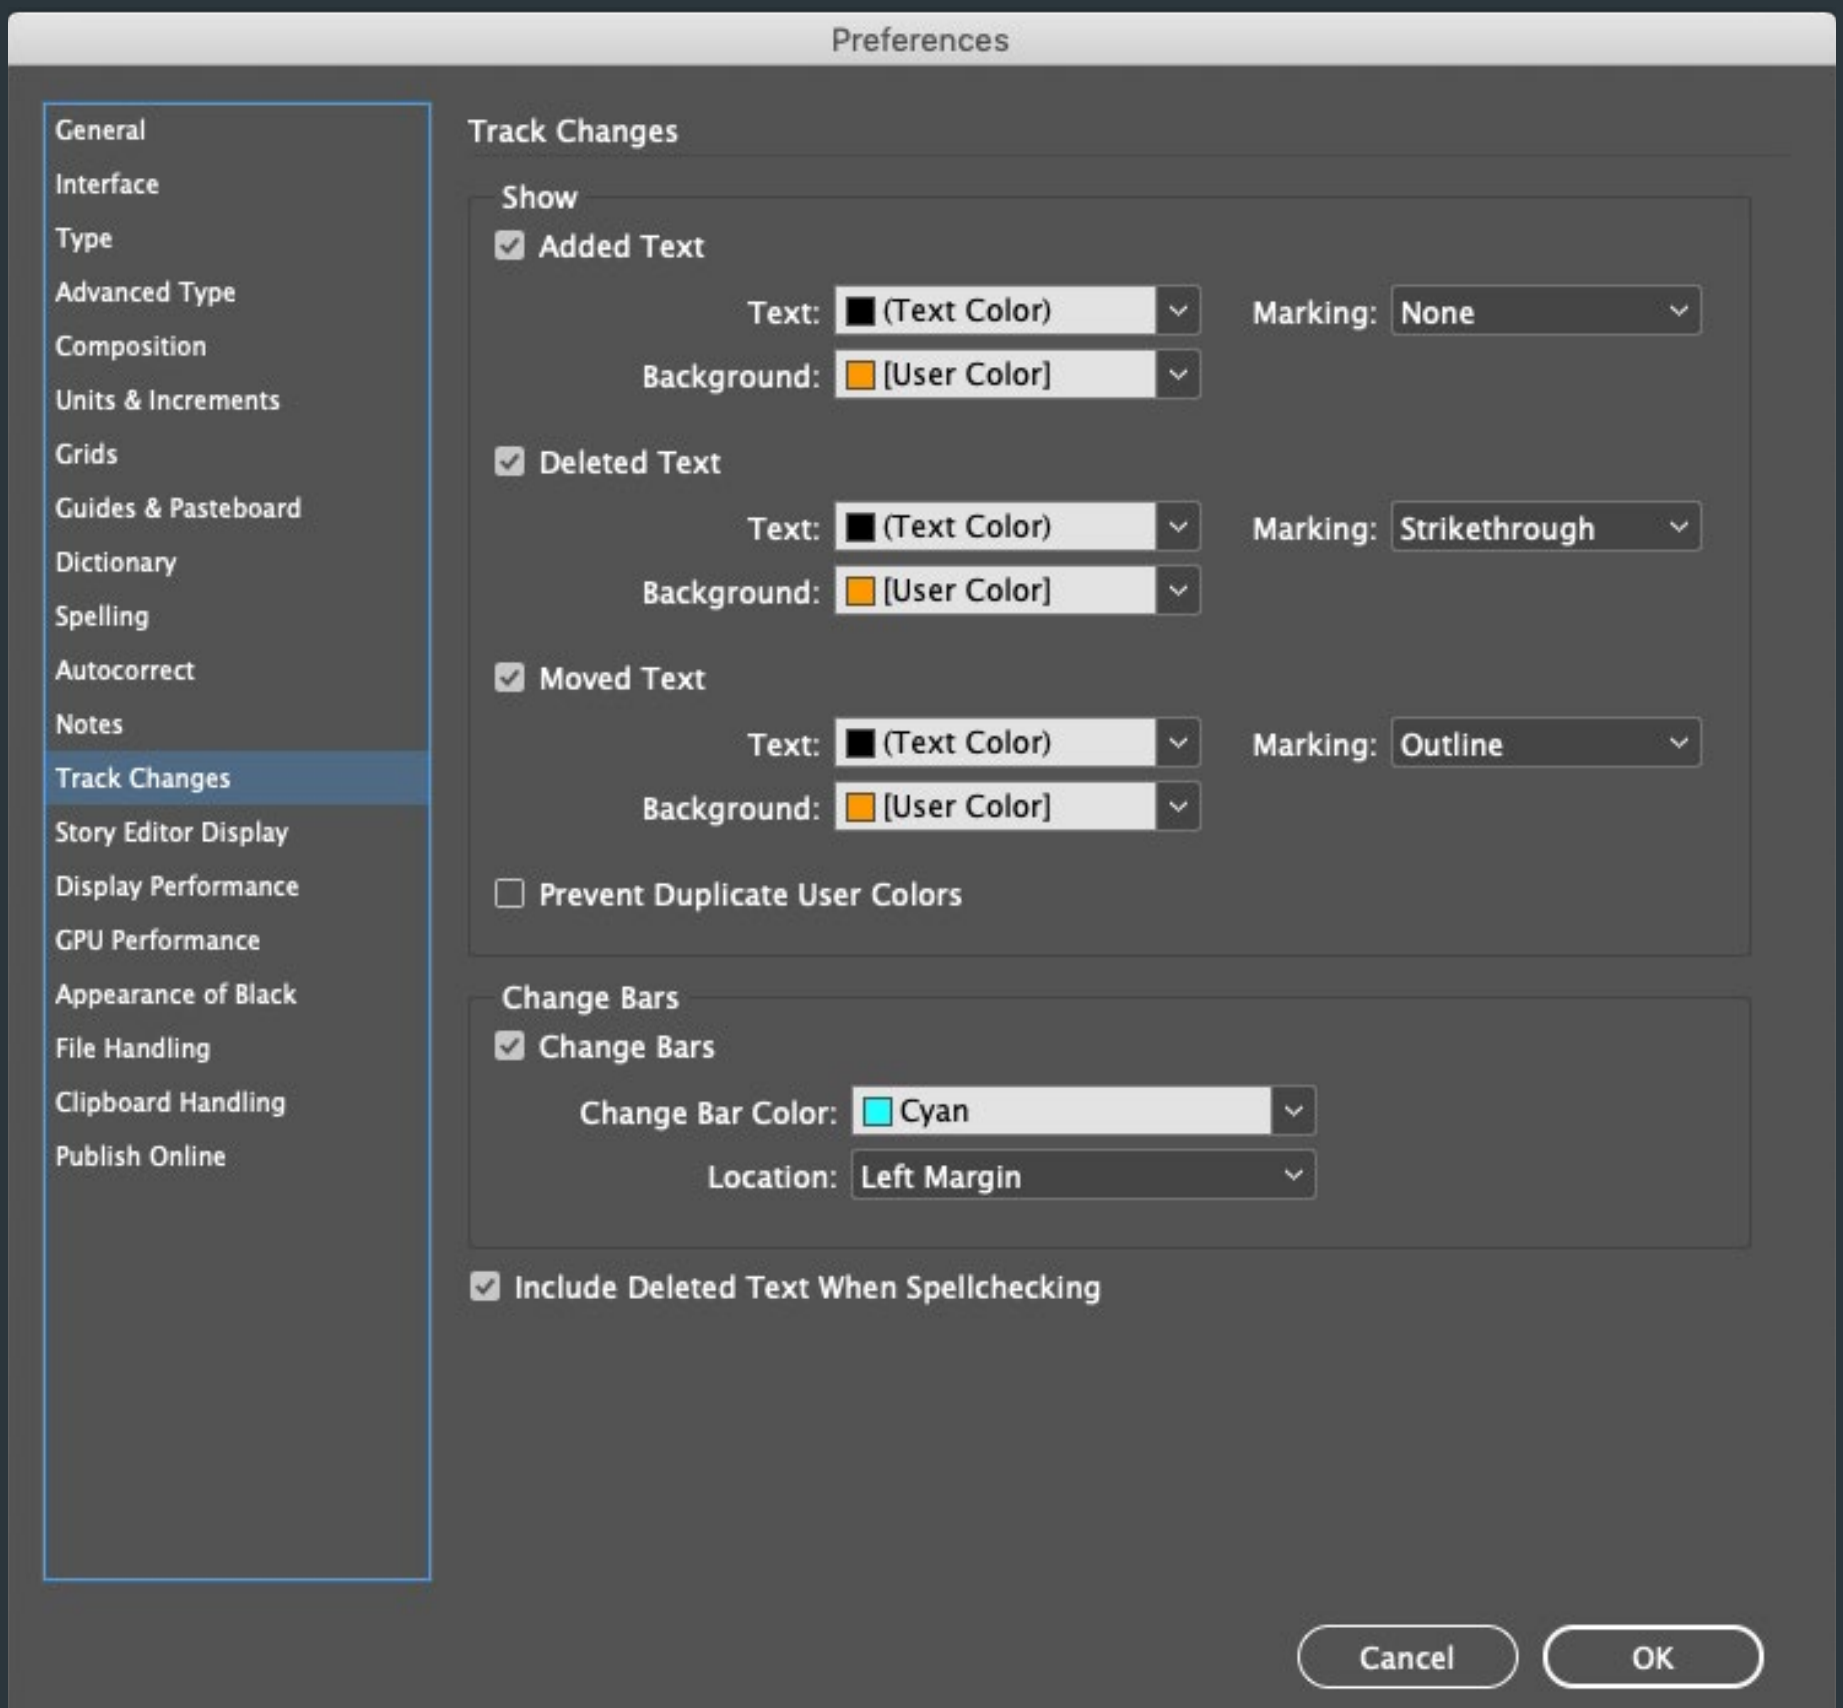 Preferences
General
Interface
Type
Advanced Type
Composition
Units & Increments
Grids
Guides & Pasteboard
Dictionary
Spelling
Autocorrect
Notes
Track Changes
Story Editor Display
Display Performance
GPU Performance
Appearance of Black
File Handling
Clipboard Handling
Publish Online
Track Changes
Show
Added Text
Text: (Text Color) Marking: None
Background: [User Color]
Deleted Text
Text: (Text Color) Marking: Strikethrough
Background: [User Color]
Moved Text
Text: (Text Color) Marking: Outline
Background: [User Color]
Prevent Duplicate User Colors
Change Bars
Change Bars
Change Bar Color: Cyan
Location: Left Margin
Include Deleted Text When Spellchecking
Cancel OK